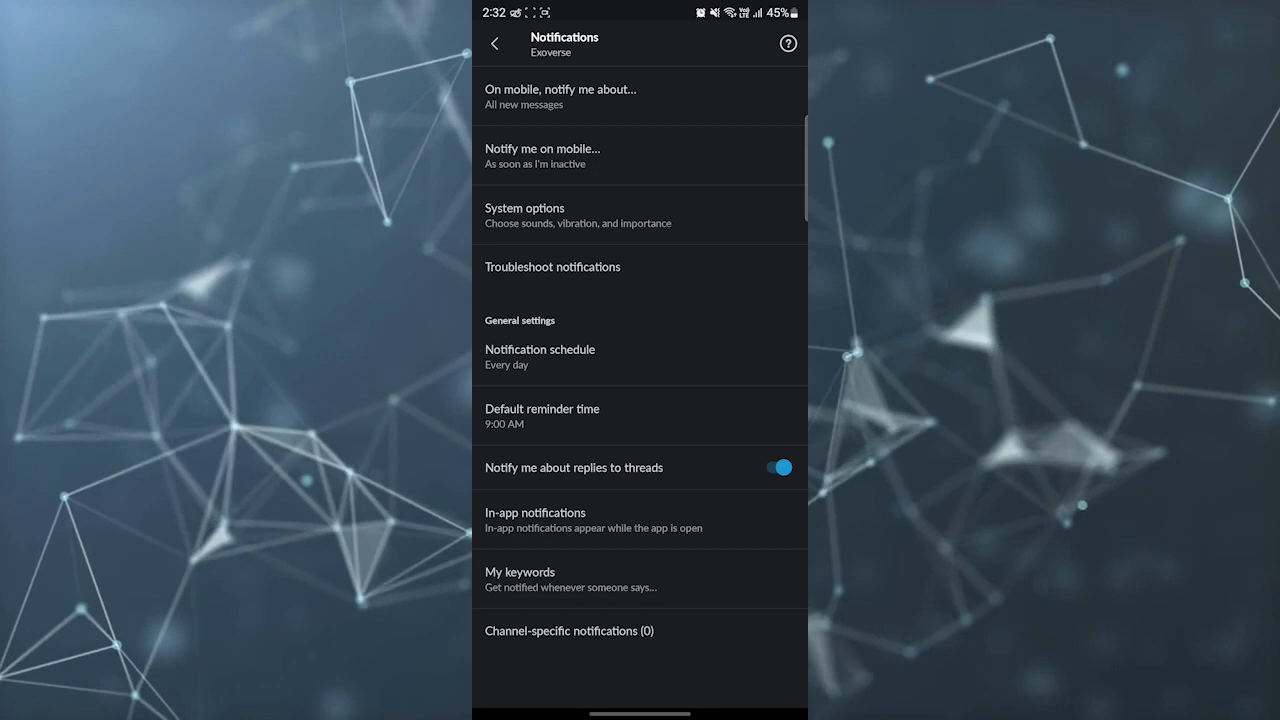 2:32 45%
Notifications
Exoverse
On mobile, notify me about...
All new messages
Notify me on mobile...
As soon as I'm inactive
System options
Choose sounds, vibration, and importance
Troubleshoot notifications
General settings
Notification schedule
Every day
Default reminder time
9:00 AM
Notify me about replies to threads
In-app notifications
In-app notifications appear while the app is open
My keywords
Get notified whenever someone says...
Channel-specific notifications (0)